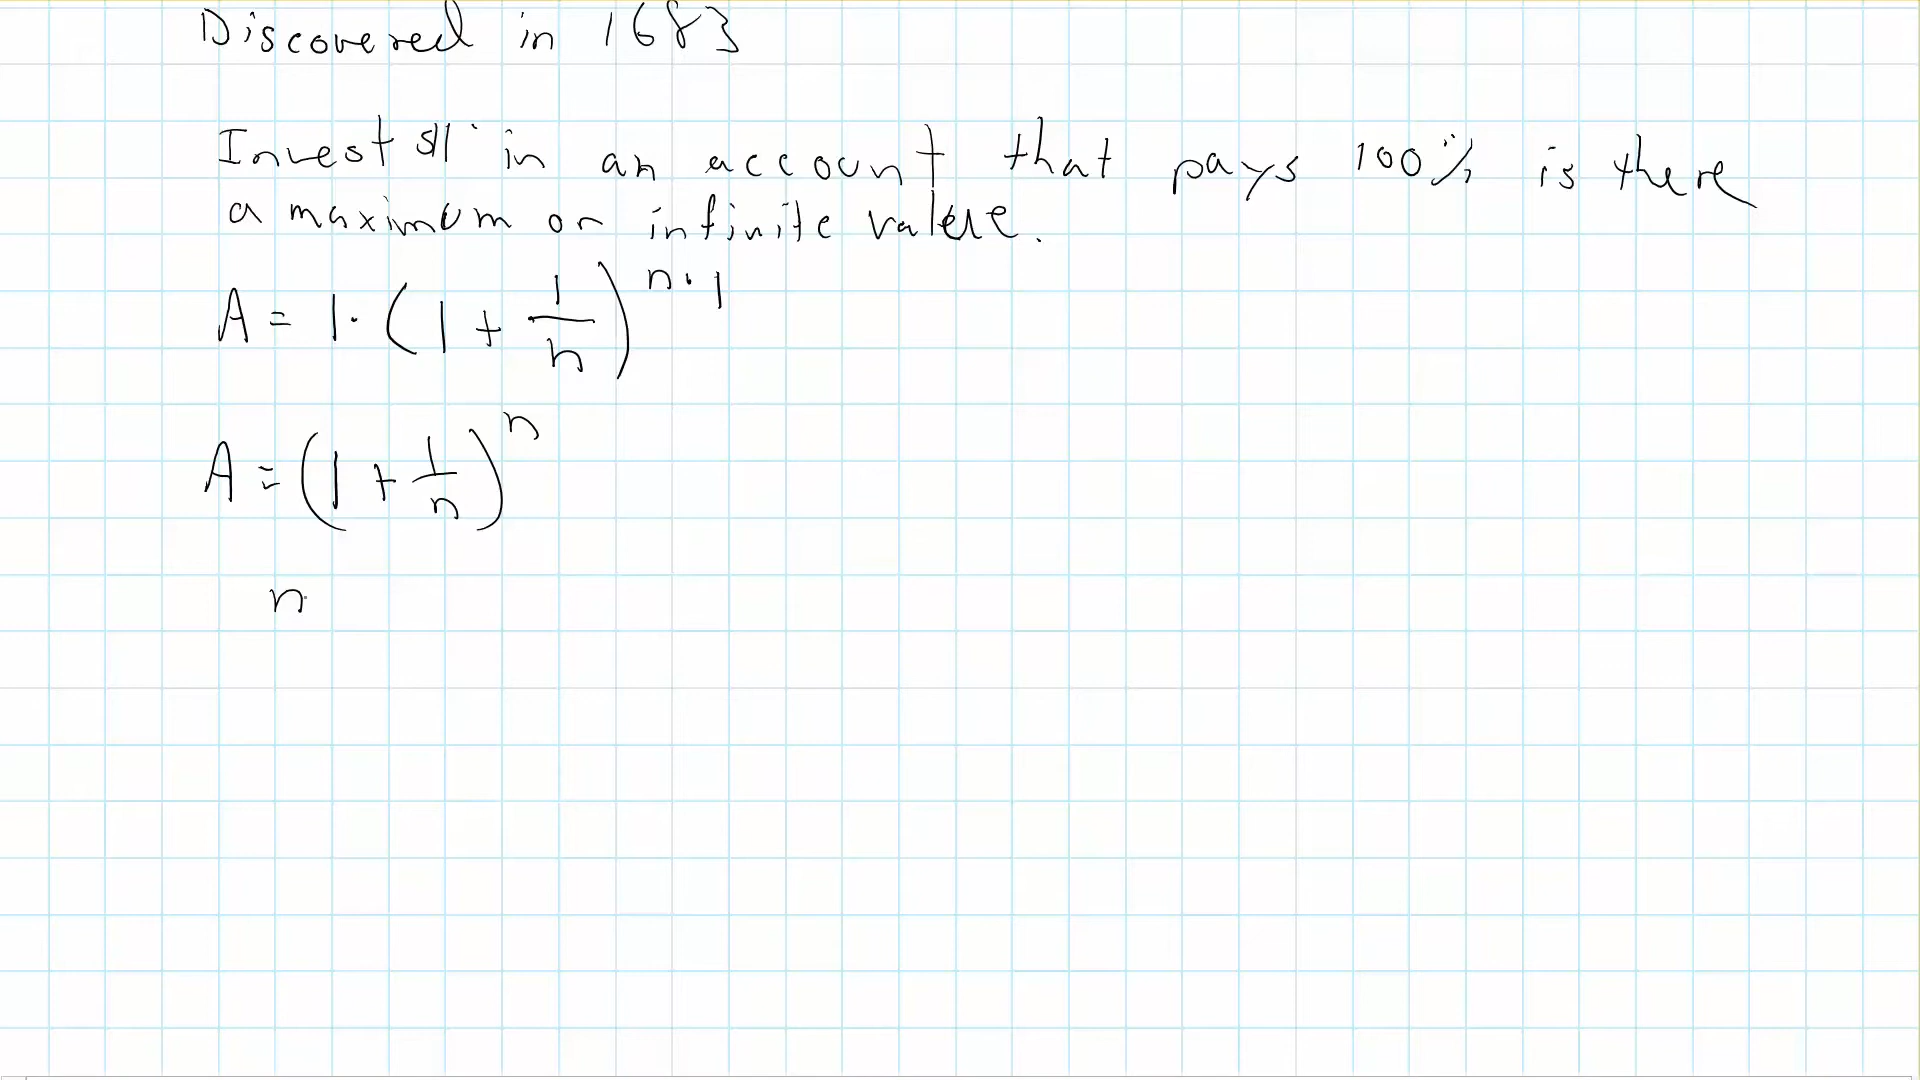 Discovered in 1683
Invest $1 in an account that pays 100% is there
a maximum or infinite value.
A = 1 · (1 + 1/n)^(n·1)
A = (1 + 1/n)^n
n